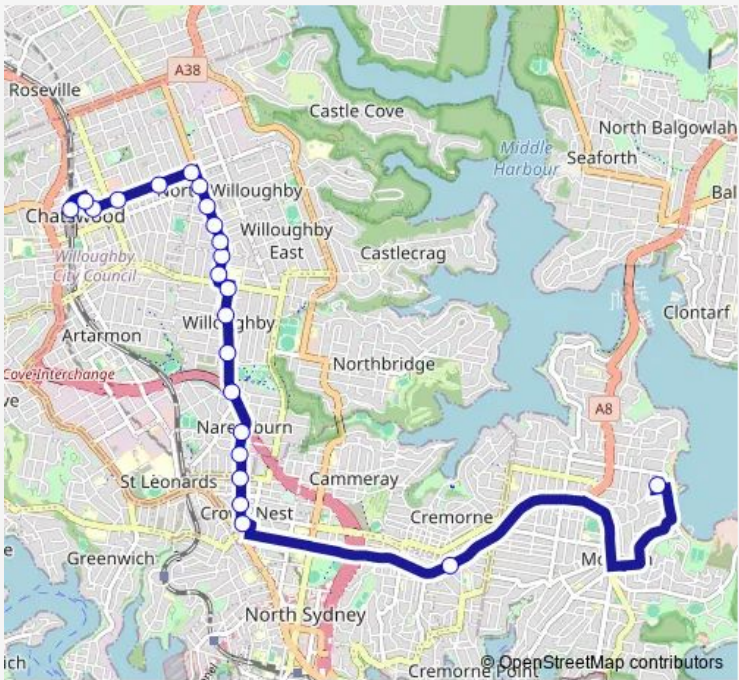 A38
Roseville
Castle Cove
North Balgowlah
Middle
Harbour
Seaforth
North Willoughby
Bal
Chatswood
Willoughby
East
Castlecrag
Willoughby
City Council
Clontarf
Willoughby
Artarmon
Northbridge
Cove Interchange
ve
A8
Naremburn
St Leonards
Cammeray
Crows Nest
Cremorne
e
Greenwich
Mosman
North Sydney
ich
Cremorne Point
© OpenStreetMap contributors